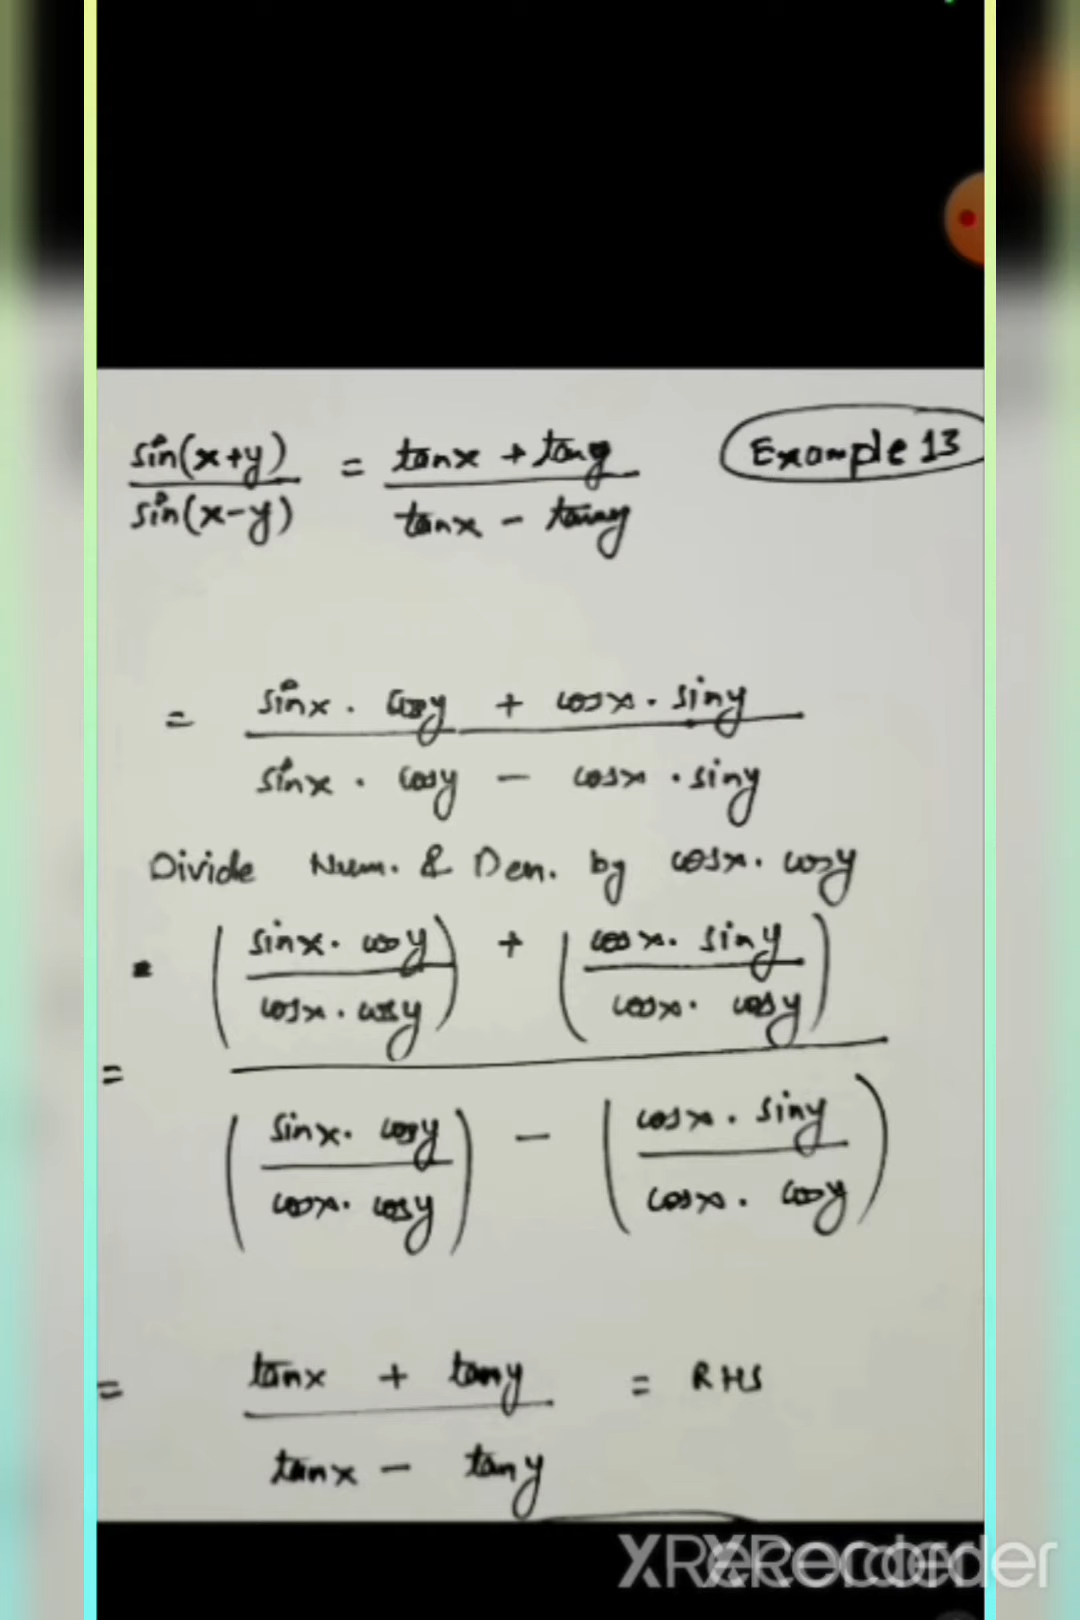 sin(x+y)/sin(x-y) = tanx + tany/tanx - tany
Example 13
= sinx . cosy + cosx . siny/sinx . cosy - cosx . siny
Divide Num. & Den. by cosx. cosy
= (sinx. cosy/cosx. cosy) + (cosx. siny/cosx. cosy)
(sinx. cosy/cosx. cosy) - (cosx. siny/cosx. cosy)
= tanx + tany/tanx - tany = RHS
XRecorder